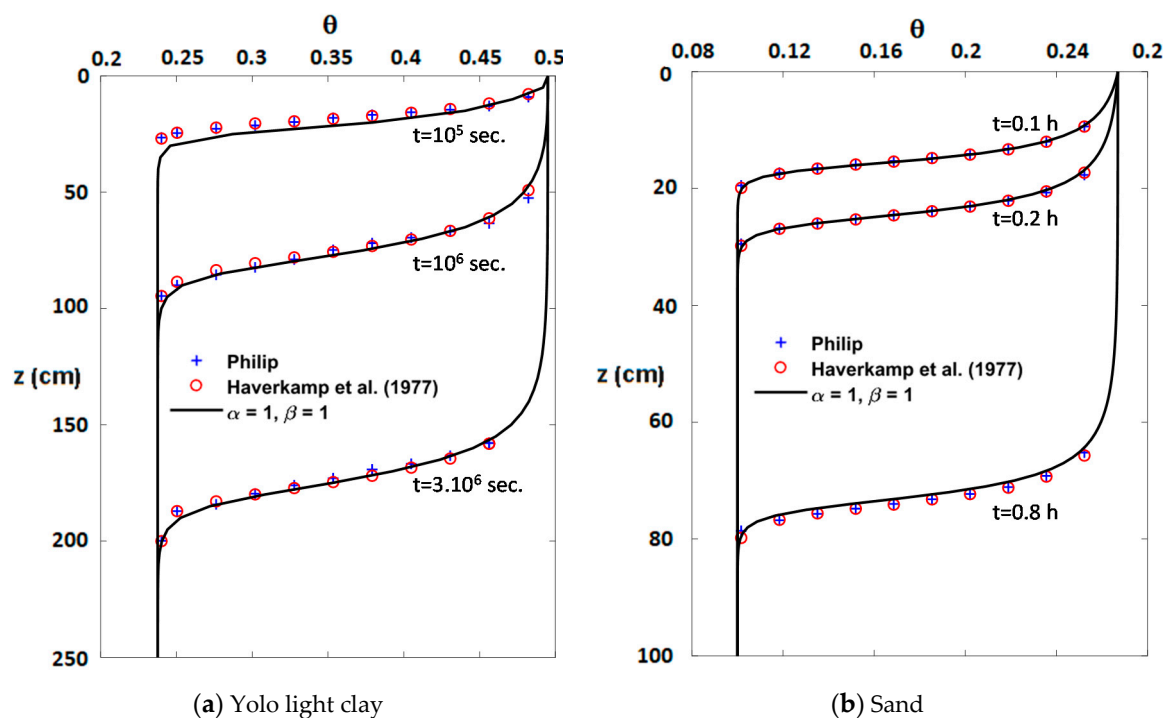 θ
0.2 0.25 0.3 0.35 0.4 0.45 0.5
0
50
100
150
200
250
z (cm)
t=10⁵ sec.
t=10⁶ sec.
t=3.10⁶ sec.
Philip
Haverkamp et al. (1977)
α = 1, β = 1
(a) Yolo light clay
θ
0.08 0.12 0.16 0.2 0.24 0.2
0
20
40
60
80
100
z (cm)
t=0.1 h
t=0.2 h
t=0.8 h
Philip
Haverkamp et al. (1977)
α = 1, β = 1
(b) Sand